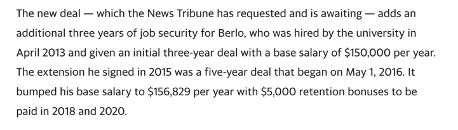 The new deal — which the News Tribune has requested and is awaiting — adds an
additional three years of job security for Berlo, who was hired by the university in
April 2013 and given an initial three-year deal with a base salary of $150,000 per year.
The extension he signed in 2015 was a five-year deal that began on May 1, 2016. It
bumped his base salary to $156,829 per year with $5,000 retention bonuses to be
paid in 2018 and 2020.